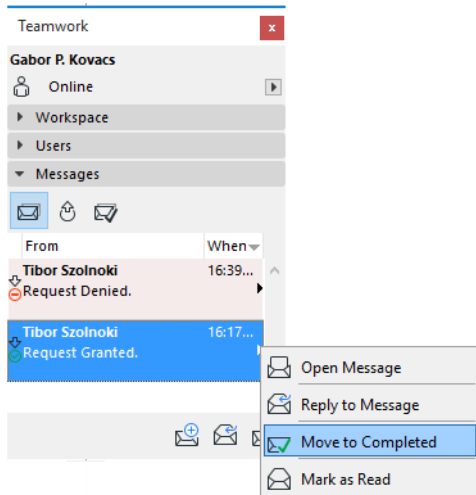 Teamwork
x
Gabor P. Kovacs
Online
Workspace
Users
Messages
From When
Tibor Szolnoki 16:39...
Request Denied.
Tibor Szolnoki 16:17...
Request Granted.
Open Message
Reply to Message
Move to Completed
Mark as Read